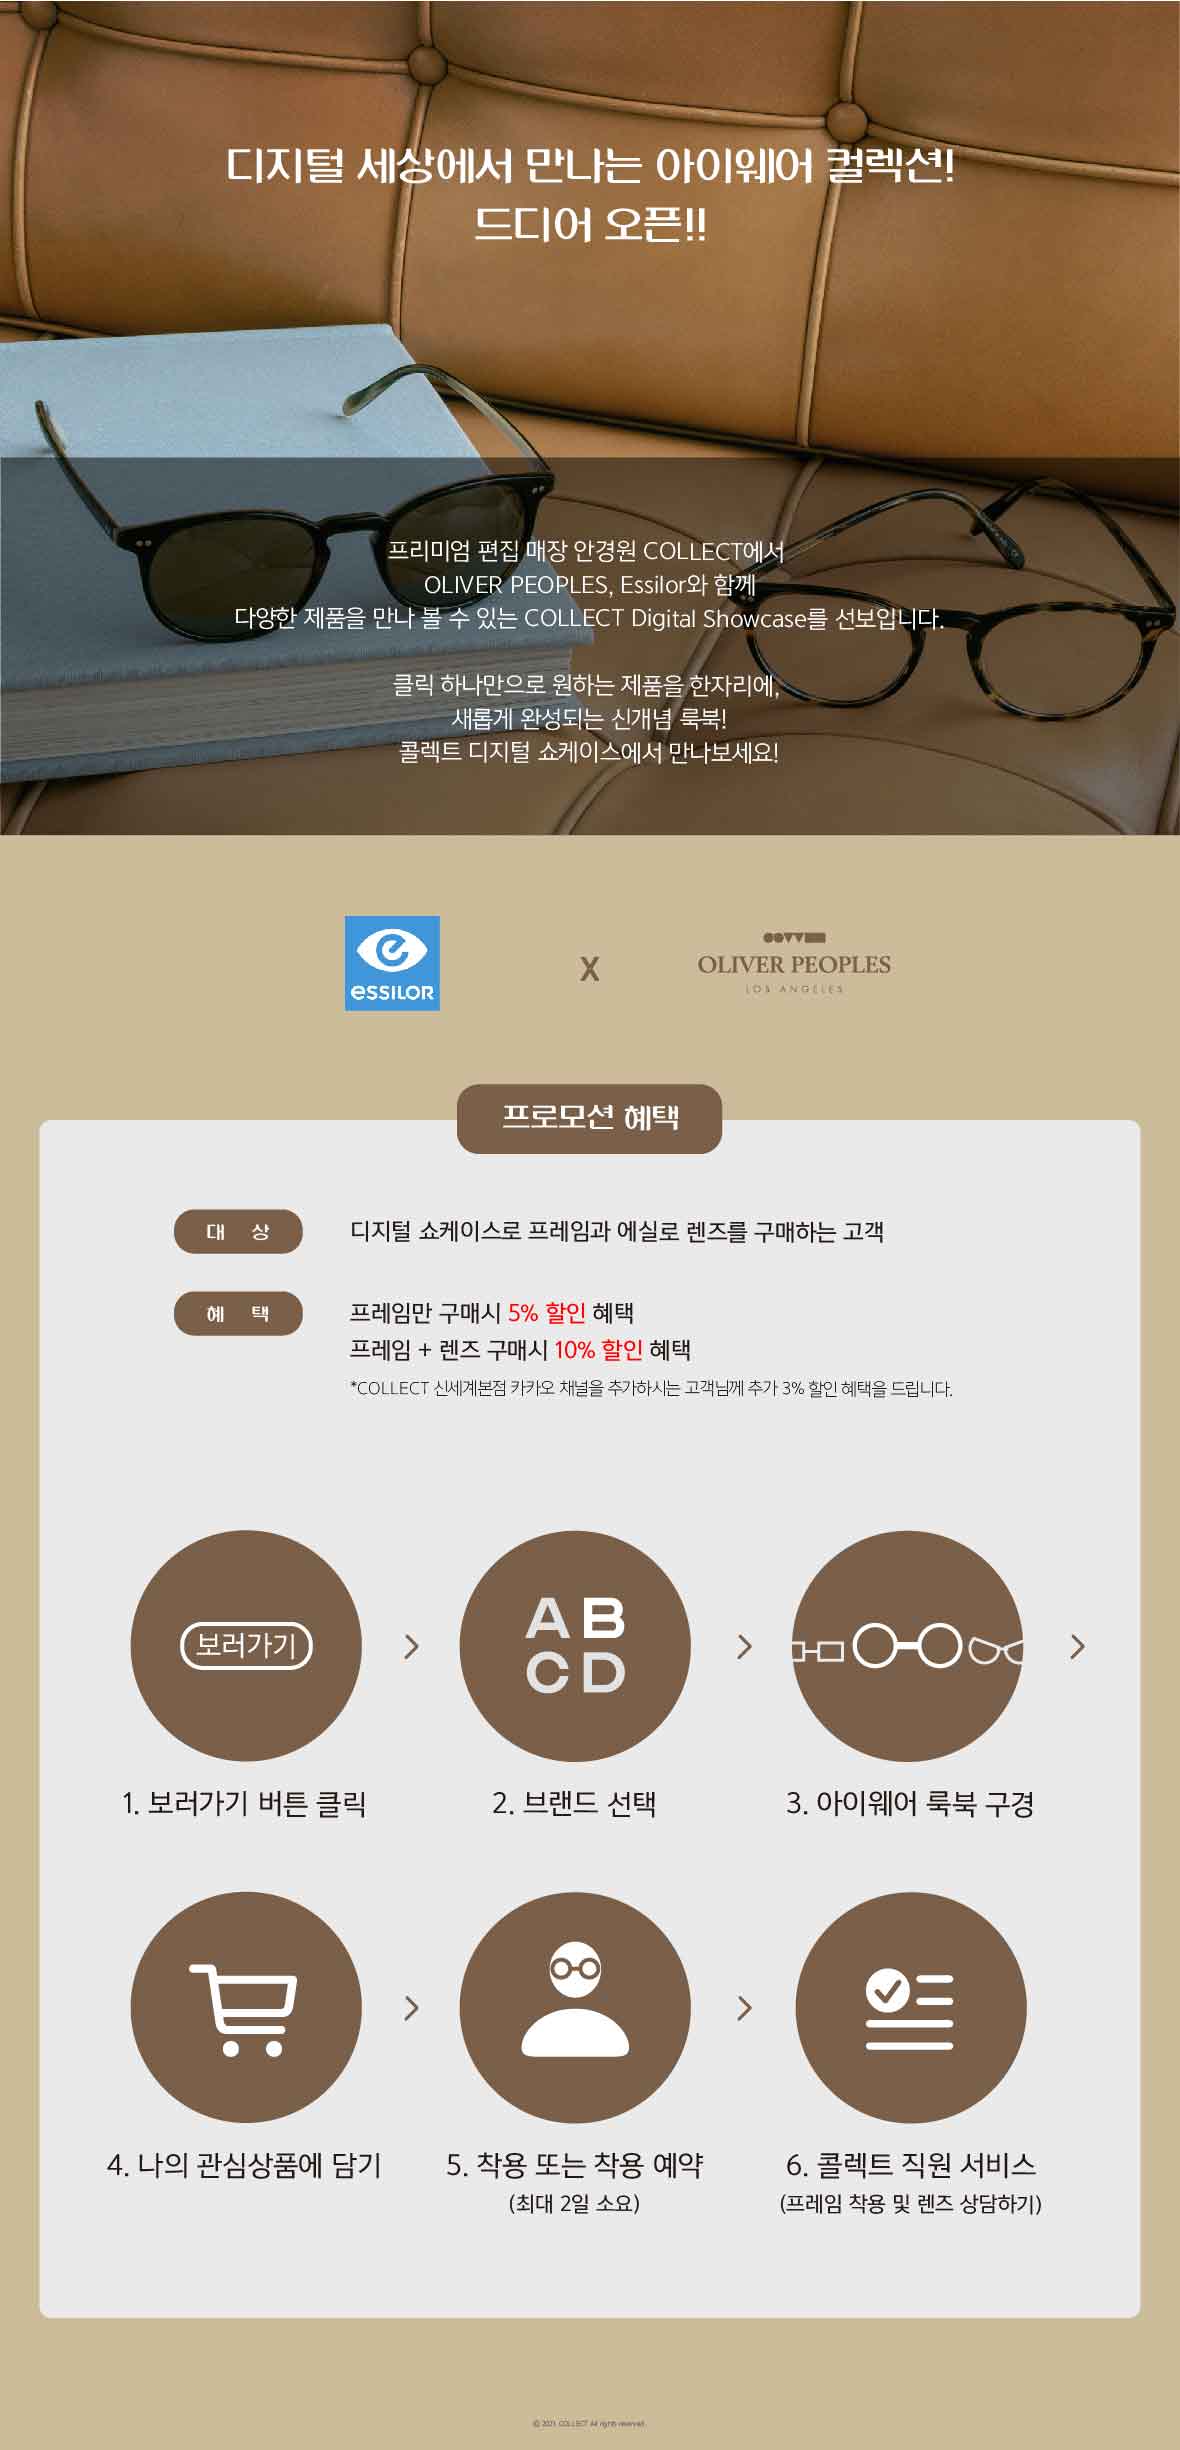 디지털 세상에서 만나는 아이웨어 컬렉션!
드디어 오픈!!
프리미엄 편집 매장 안경원 COLLECT에서
OLIVER PEOPLES, Essilor와 함께
다양한 제품을 만나 볼 수 있는 COLLECT Digital Showcase를 선보입니다.
클릭 하나만으로 원하는 제품을 한자리에,
새롭게 완성되는 신개념 룩북!
콜렉트 디지털 쇼케이스에서 만나보세요!
essilor
X
OLIVER PEOPLES
LOS ANGELES
프로모션 혜택
대 상
디지털 쇼케이스로 프레임과 에실로 렌즈를 구매하는 고객
혜 택
프레임만 구매시 5% 할인 혜택
프레임 + 렌즈 구매시 10% 할인 혜택
*COLLECT 신세계본점 카카오 채널을 추가하시는 고객님께 추가 3% 할인 혜택을 드립니다.
보러가기
A B
C D
1. 보러가기 버튼 클릭
2. 브랜드 선택
3. 아이웨어 룩북 구경
4. 나의 관심상품에 담기
5. 착용 또는 착용 예약
(최대 2일 소요)
6. 콜렉트 직원 서비스
(프레임 착용 및 렌즈 상담하기)
© 2021. COLLECT All rights reserved.